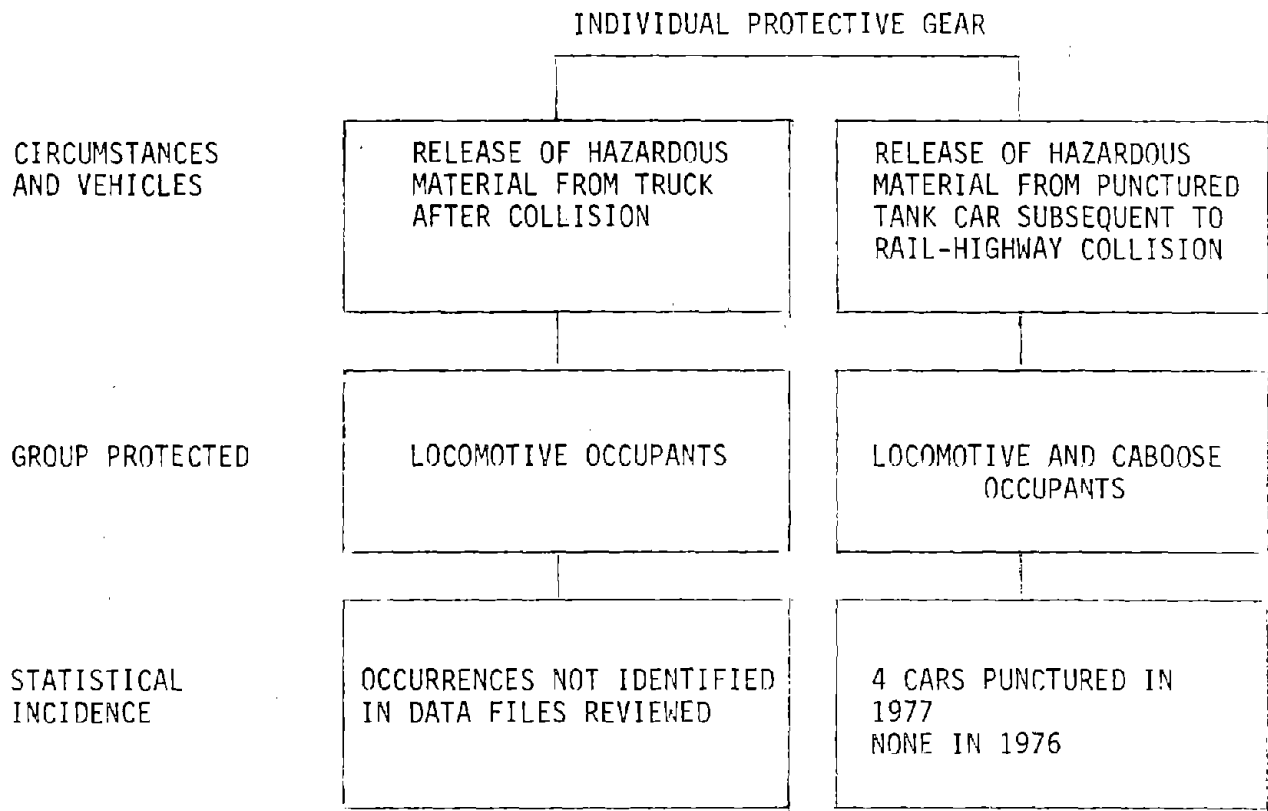 INDIVIDUAL PROTECTIVE GEAR
CIRCUMSTANCES
AND VEHICLES
RELEASE OF HAZARDOUS
MATERIAL FROM TRUCK
AFTER COLLISION
RELEASE OF HAZARDOUS
MATERIAL FROM PUNCTURED
TANK CAR SUBSEQUENT TO
RAIL-HIGHWAY COLLISION
GROUP PROTECTED
LOCOMOTIVE OCCUPANTS
LOCOMOTIVE AND CABOOSE
OCCUPANTS
STATISTICAL
INCIDENCE
OCCURRENCES NOT IDENTIFIED
IN DATA FILES REVIEWED
4 CARS PUNCTURED IN
1977
NONE IN 1976